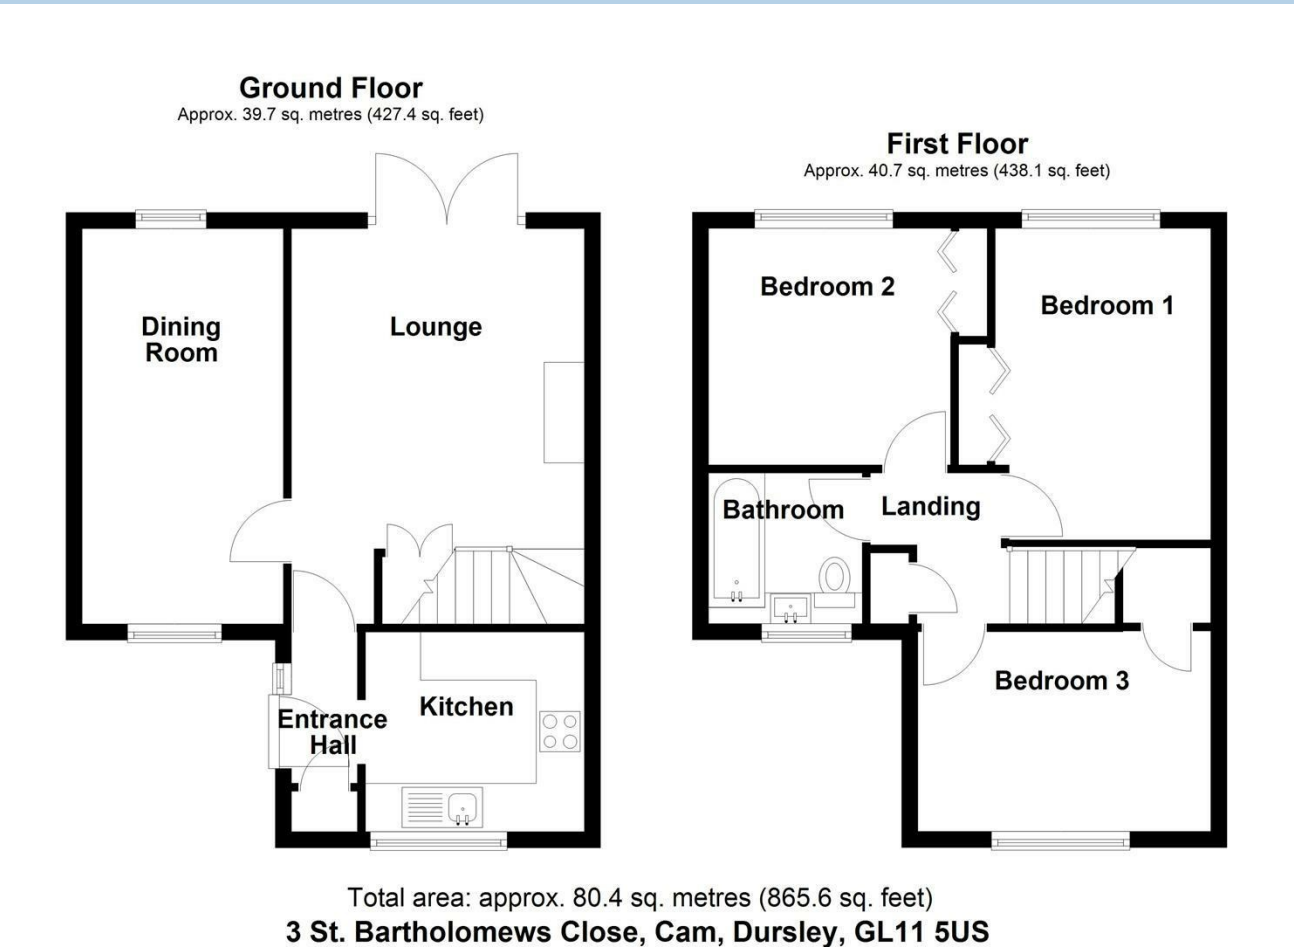 Ground Floor
Approx. 39.7 sq. metres (427.4 sq. feet)
Dining
Room
Lounge
Kitchen
Entrance
Hall
First Floor
Approx. 40.7 sq. metres (438.1 sq. feet)
Bedroom 2
Bedroom 1
Bathroom
Landing
Bedroom 3
Total area: approx. 80.4 sq. metres (865.6 sq. feet)
3 St. Bartholomews Close, Cam, Dursley, GL11 5US